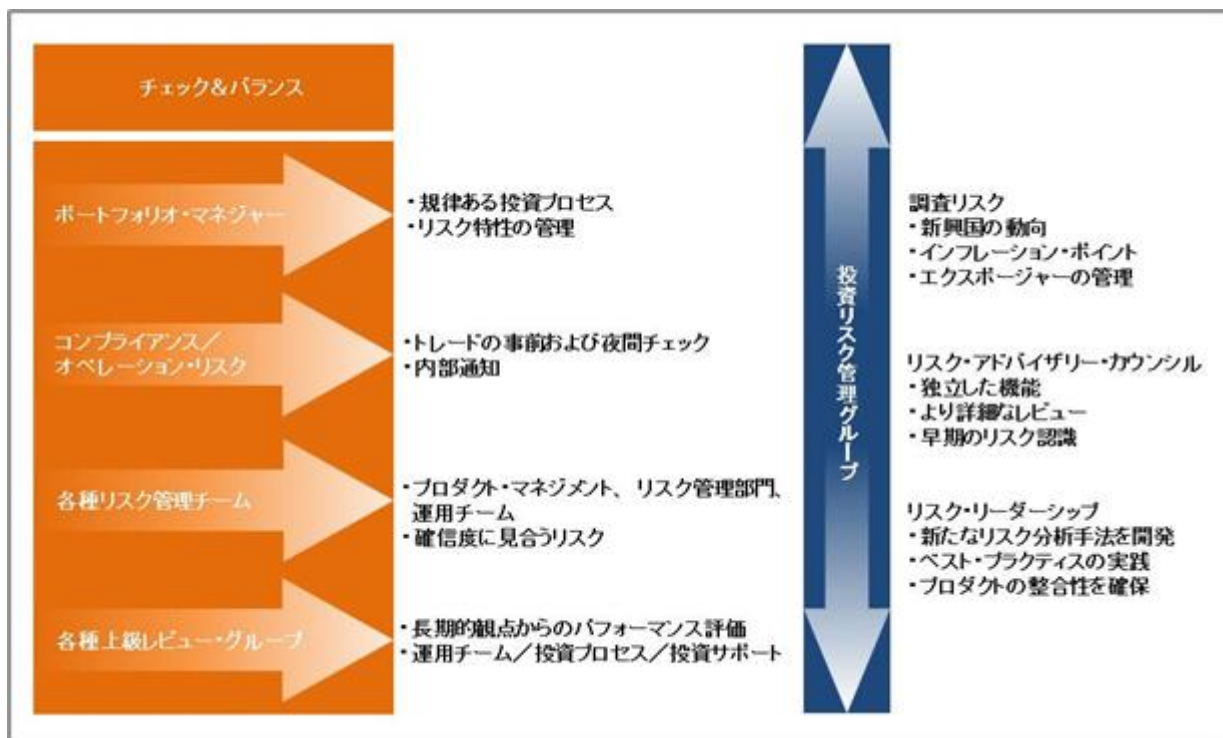 チェック＆バランス
ポートフォリオ・マネジャー
・規律ある投資プロセス
・リスク特性の管理
コンプライアンス／
オペレーション・リスク
・トレードの事前および夜間チェック
・内部通知
各種リスク管理チーム
・プロダクト・マネジメント、リスク管理部門、
運用チーム
・確信度に見合うリスク
各種上級レビュー・グループ
・長期的観点からのパフォーマンス評価
・運用チーム／投資プロセス／投資サポート
投資リスク管理グループ
調査リスク
・新興国の動向
・インフレーション・ポイント
・エクスポージャーの管理
リスク・アドバイザリー・カウンシル
・独立した機能
・より詳細なレビュー
・早期のリスク認識
リスク・リーダーシップ
・新たなリスク分析手法を開発
・ベスト・プラクティスの実践
・プロダクトの整合性を確保